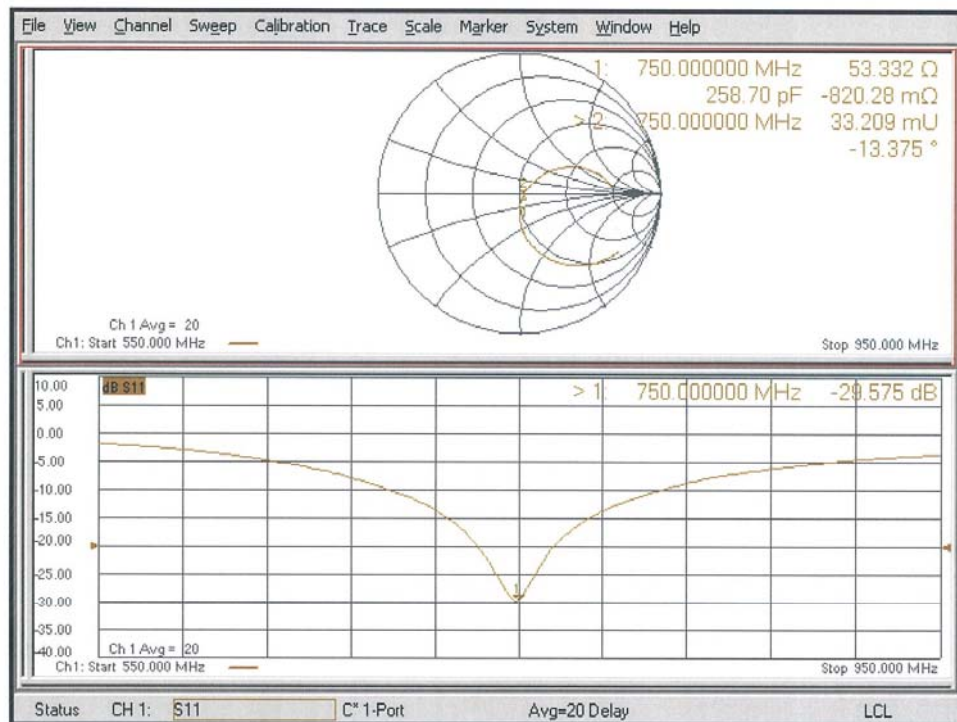 File View Channel Sweep Calibration Trace Scale Marker System Window Help
1: 750.000000 MHz 53.332 Ω
258.70 pF -820.28 mΩ
> 2: 750.000000 MHz 33.209 mU
-13.375 °
Ch 1 Avg = 20
Ch1: Start 550.000 MHz
Stop 950.000 MHz
10.00
dB S11
> 1: 750.000000 MHz -29.575 dB
5.00
0.00
-5.00
-10.00
-15.00
-20.00
-25.00
-30.00
1
-35.00
-40.00
Ch 1 Avg = 20
Ch1: Start 550.000 MHz
Stop 950.000 MHz
Status CH 1: S11 C* 1-Port Avg=20 Delay LCL